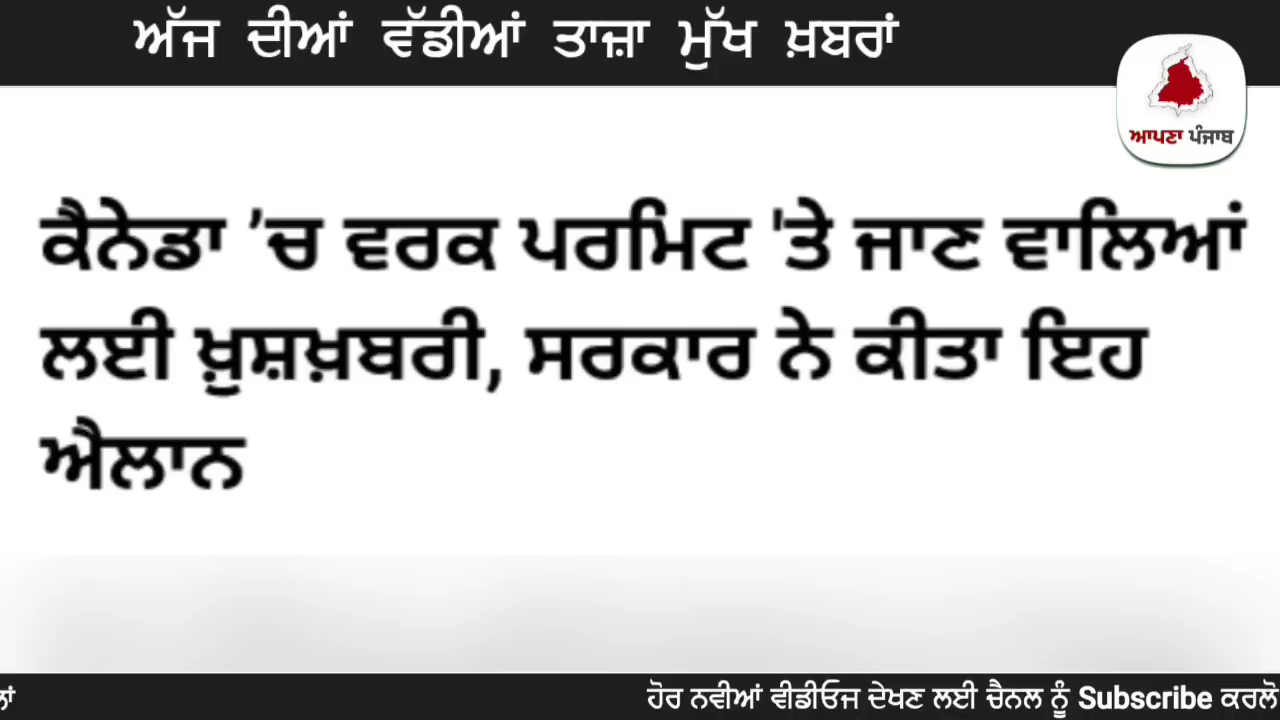 ਅੱਜ ਦੀਆਂ ਵੱਡੀਆਂ ਤਾਜ਼ਾ ਮੁੱਖ ਖ਼ਬਰਾਂ
ਆਪਣਾ ਪੰਜਾਬ
ਕੈਨੇਡਾ ’ਚ ਵਰਕ ਪਰਮਿਟ 'ਤੇ ਜਾਣ ਵਾਲਿਆਂ
ਲਈ ਖ਼ੁਸ਼ਖ਼ਬਰੀ, ਸਰਕਾਰ ਨੇ ਕੀਤਾ ਇਹ
ਐਲਾਨ
ਹੋਰ ਨਵੀਆਂ ਵੀਡੀਓਜ ਦੇਖਣ ਲਈ ਚੈਨਲ ਨੂੰ Subscribe ਕਰਲੋ